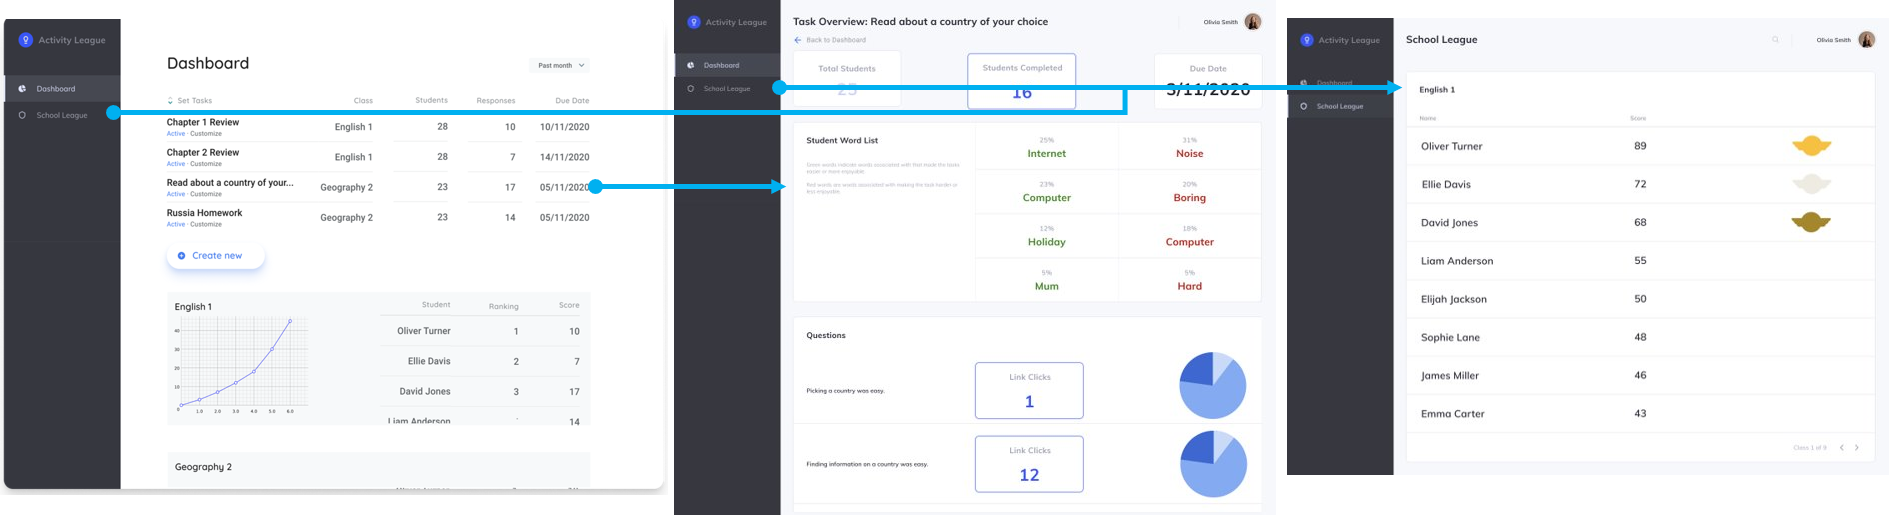 Activity League
Dashboard
School League
Dashboard
Past month
Set Tasks Class Students Responses Due Date
Chapter 1 Review English 1 28 10 10/11/2020
Active · Customize
Chapter 2 Review English 1 28 7 14/11/2020
Active · Customize
Read about a country of your... Geography 2 23 17 05/11/2020
Active · Customize
Russia Homework Geography 2 23 14 05/11/2020
Active · Customize
Create new
English 1
Student Ranking Score
Oliver Turner 1 10
Ellie Davis 2 7
David Jones 3 17
Liam Anderson 14
40
30
20
10
0 1.0 2.0 3.0 4.0 5.0 6.0
Geography 2
Activity League
Dashboard
School League
Task Overview: Read about a country of your choice
Olivia Smith
Back to Dashboard
Total Students
25
Students Completed
16
Due Date
3/11/2020
Student Word List
Green words indicate words associated with that made the tasks
easier or more enjoyable.
Red words are words associated with making the task harder or
less enjoyable
25% 31%
Internet Noise
23% 20%
Computer Boring
12% 18%
Holiday Computer
5% 5%
Mum Hard
Questions
Picking a country was easy.
Link Clicks
1
Finding information on a country was easy.
Link Clicks
12
Activity League
Dashboard
School League
School League
Olivia Smith
English 1
Name Score
Oliver Turner 89
Ellie Davis 72
David Jones 68
Liam Anderson 55
Elijah Jackson 50
Sophie Lane 48
James Miller 46
Emma Carter 43
Class 1 of 9